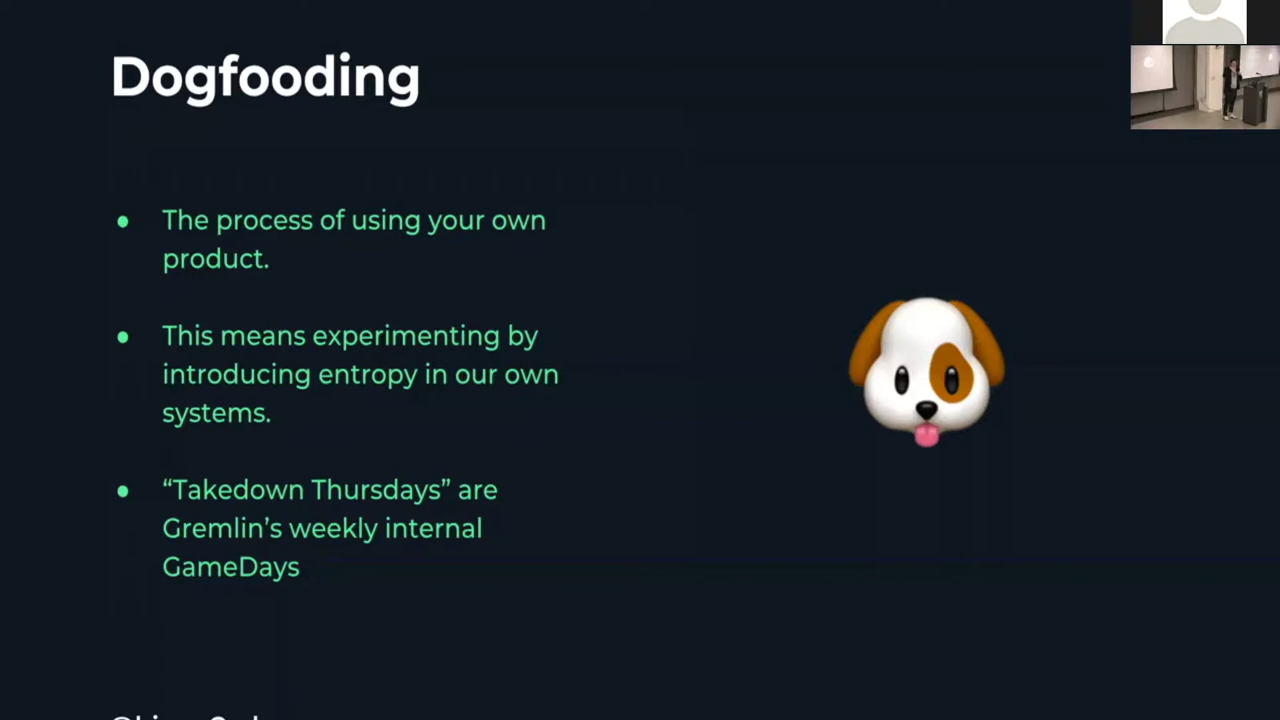 Dogfooding
● The process of using your own
product.
● This means experimenting by
introducing entropy in our own
systems.
● “Takedown Thursdays” are
Gremlin’s weekly internal
GameDays